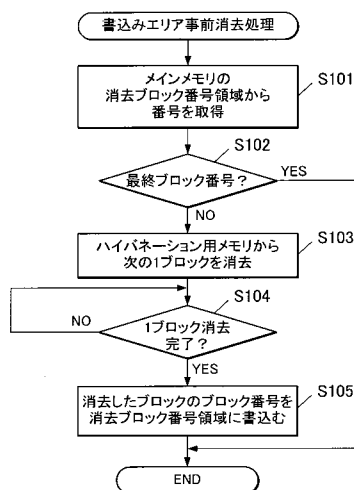 書込みエリア事前消去処理
メインメモリの
消去ブロック番号領域から
番号を取得
S101
S102
最終ブロック番号？
YES
NO
S103
ハイバネーション用メモリから
次の1ブロックを消去
S104
NO
1ブロック消去
完了？
YES
S105
消去したブロックのブロック番号を
消去ブロック番号領域に書込む
END